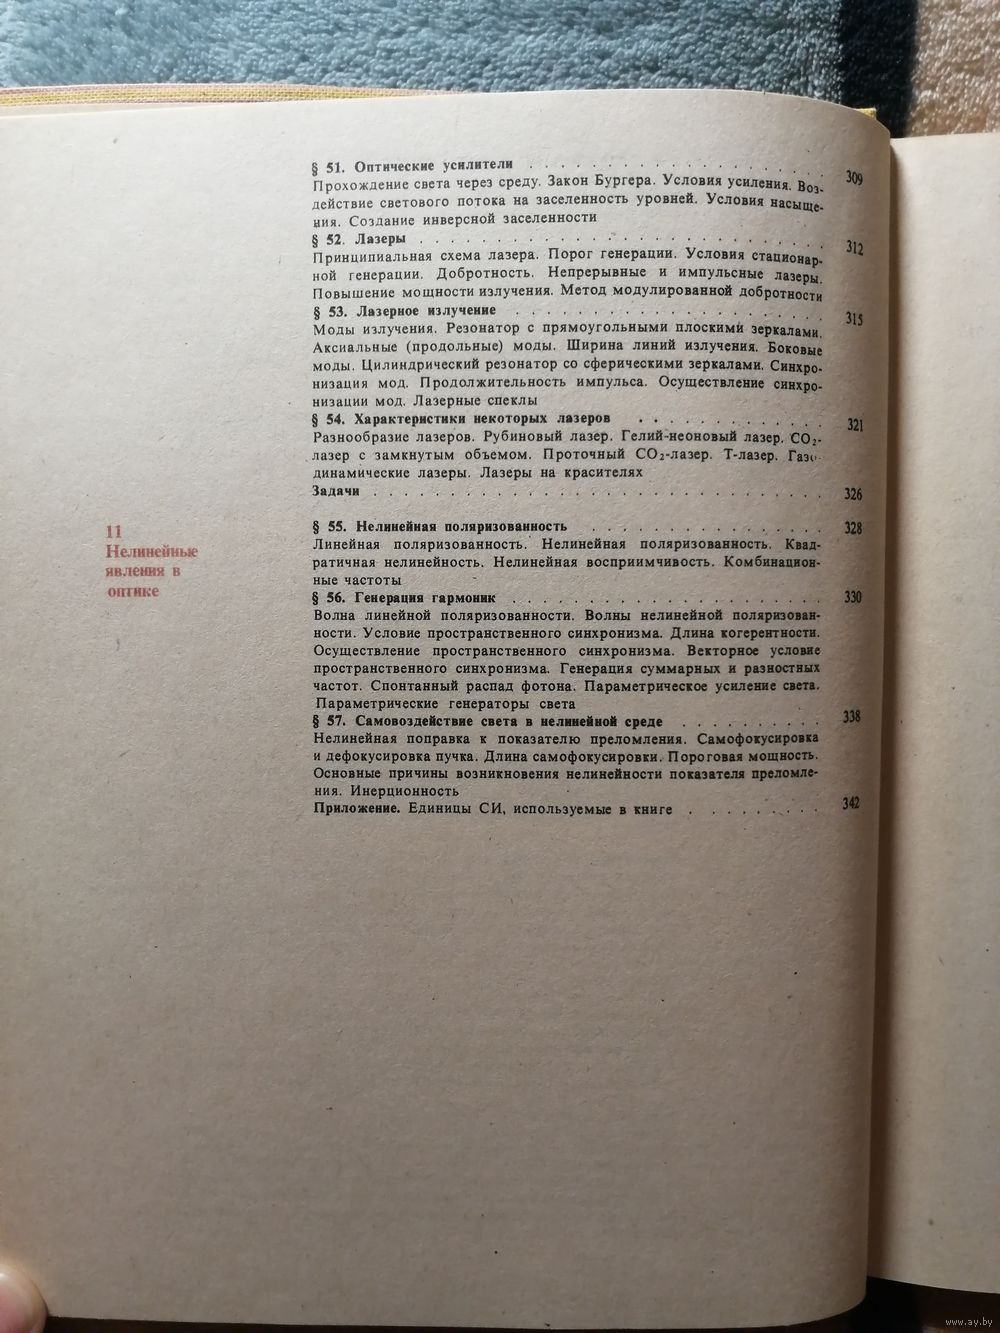 § 51. Оптические усилители . . . . . . . . . . . . . . . . . . . . 309
Прохождение света через среду. Закон Бургера. Условия усиления. Воз-
действие светового потока на заселенность уровней. Условия насыще-
ния. Создание инверсной заселенности
§ 52. Лазеры . . . . . . . . . . . . . . . . . . . . . . . . . . . 312
Принципиальная схема лазера. Порог генерации. Условия стационар-
ной генерации. Добротность. Непрерывные и импульсные лазеры.
Повышение мощности излучения. Метод модулированной добротности
§ 53. Лазерное излучение . . . . . . . . . . . . . . . . . . . . . 315
Моды излучения. Резонатор с прямоугольными плоскими зеркалами.
Аксиальные (продольные) моды. Ширина линий излучения. Боковые
моды. Цилиндрический резонатор со сферическими зеркалами. Синхро-
низация мод. Продолжительность импульса. Осуществление синхро-
низации мод. Лазерные спеклы
§ 54. Характеристики некоторых лазеров . . . . . . . . . . . . 321
Разнообразие лазеров. Рубиновый лазер. Гелий-неоновый лазер. CO₂-
лазер с замкнутым объемом. Проточный CO₂-лазер. Т-лазер. Газо-
динамические лазеры. Лазеры на красителях
Задачи . . . . . . . . . . . . . . . . . . . . . . . . . . . . . . 326
11
Нелинейные
явления в
оптике
§ 55. Нелинейная поляризованность . . . . . . . . . . . . . . . 328
Линейная поляризованность. Нелинейная поляризованность. Квад-
ратичная нелинейность. Нелинейная восприимчивость. Комбинацион-
ные частоты
§ 56. Генерация гармоник . . . . . . . . . . . . . . . . . . . . . 330
Волна линейной поляризованности. Волны нелинейной поляризован-
ности. Условие пространственного синхронизма. Длина когерентности.
Осуществление пространственного синхронизма. Векторное условие
пространственного синхронизма. Генерация суммарных и разностных
частот. Спонтанный распад фотона. Параметрическое усиление света.
Параметрические генераторы света
§ 57. Самовоздействие света в нелинейной среде . . . . . . . . . . 338
Нелинейная поправка к показателю преломления. Самофокусировка
и дефокусировка пучка. Длина самофокусировки. Пороговая мощность.
Основные причины возникновения нелинейности показателя преломле-
ния. Инерционность
Приложение. Единицы СИ, используемые в книге . . . . . . . . . 342
www.ay.by